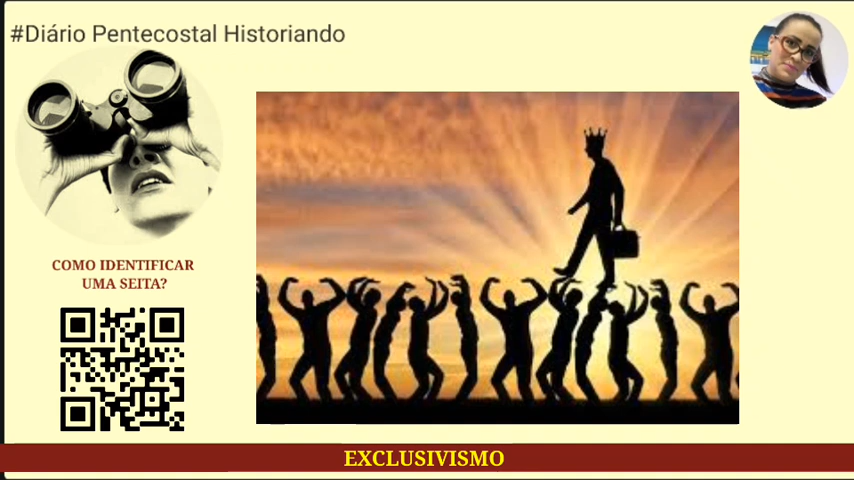 #Diário Pentecostal Historiando
COMO IDENTIFICAR
UMA SEITA?
EXCLUSIVISMO